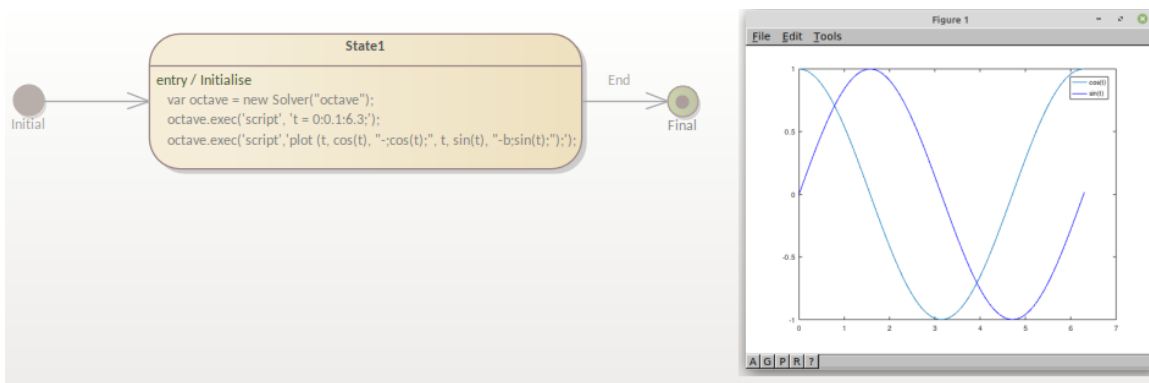 State1
entry / Initialise
var octave = new Solver("octave");
octave.exec('script', 't = 0:0.1:6.3;');
octave.exec('script','plot (t, cos(t), "-;cos(t);", t, sin(t), "-b;sin(t);");');
Initial
End
Final
Figure 1
File Edit Tools
1
0.5
0
-0.5
-1
0 1 2 3 4 5 6 7
cos(t)
sin(t)
A G P R ?